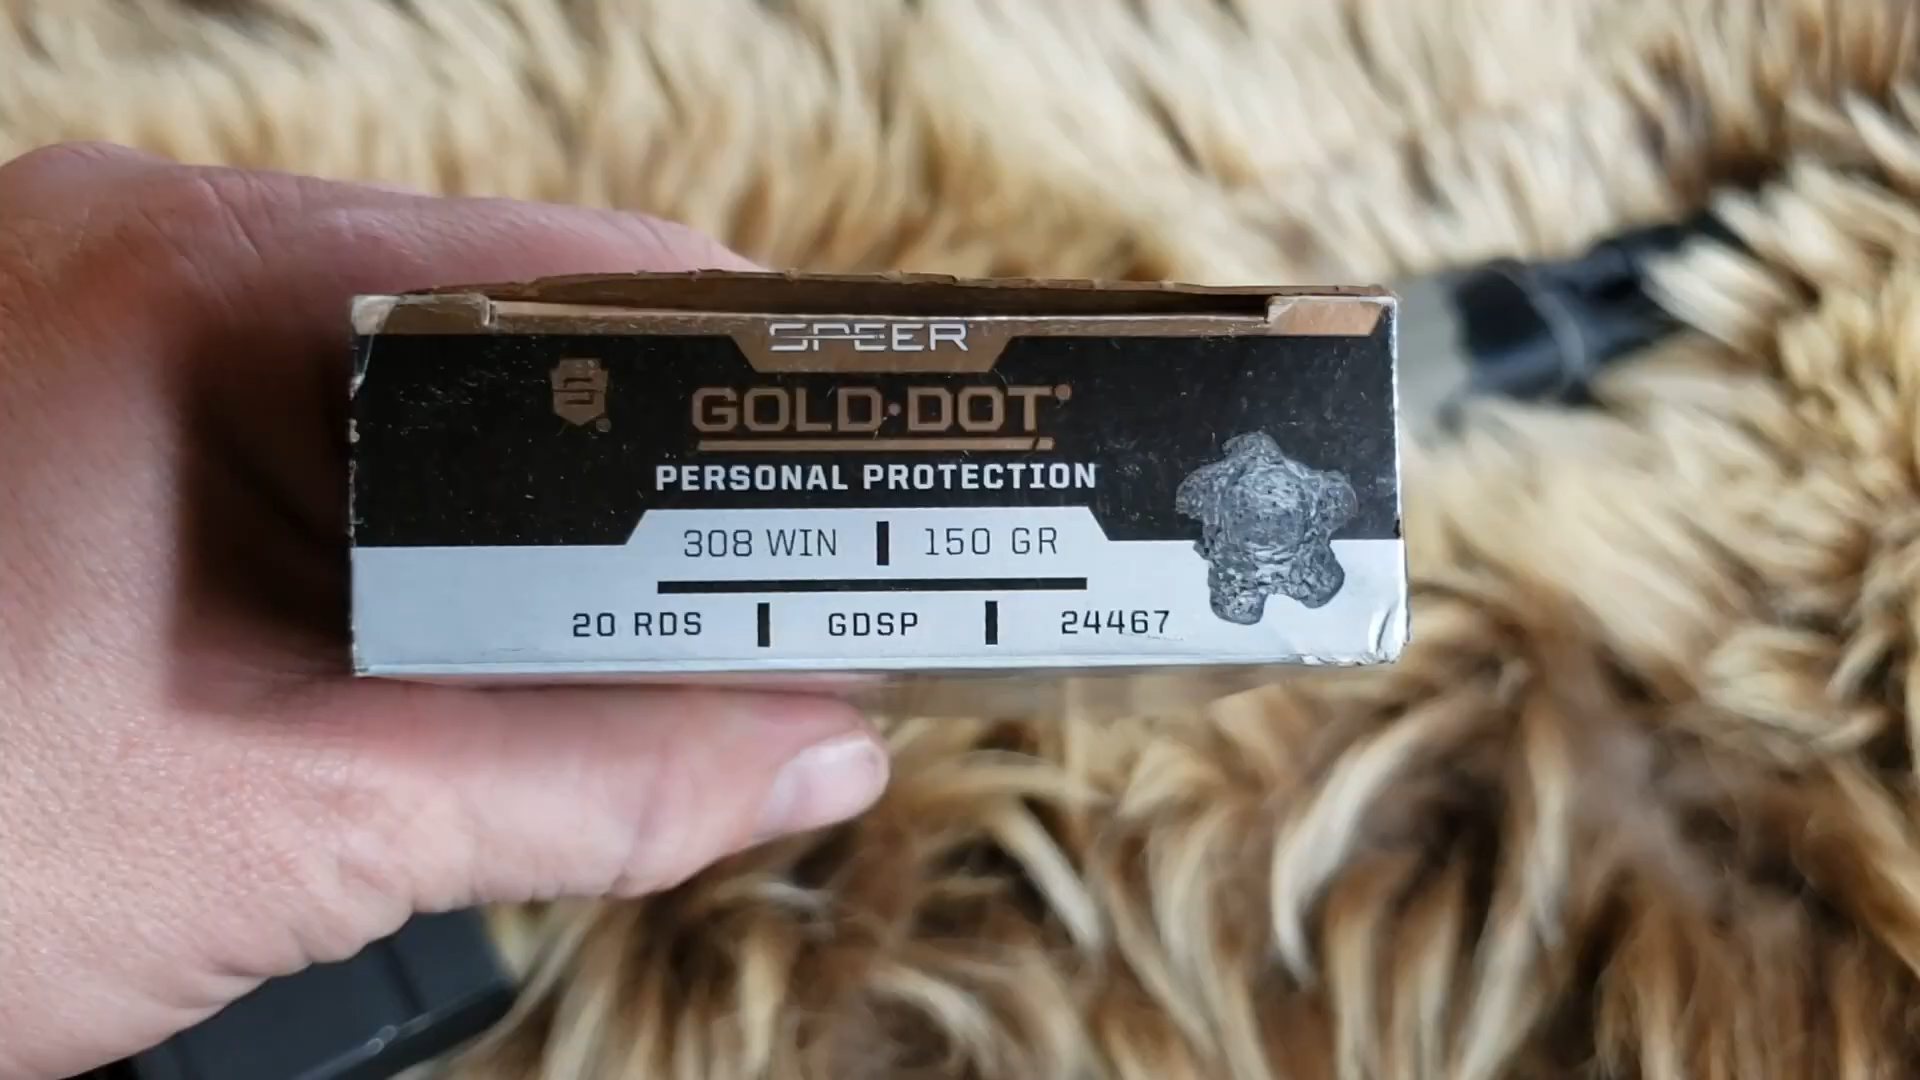 SPEER
GOLD•DOT
PERSONAL PROTECTION
308 WIN | 150 GR
20 RDS | GDSP | 24467